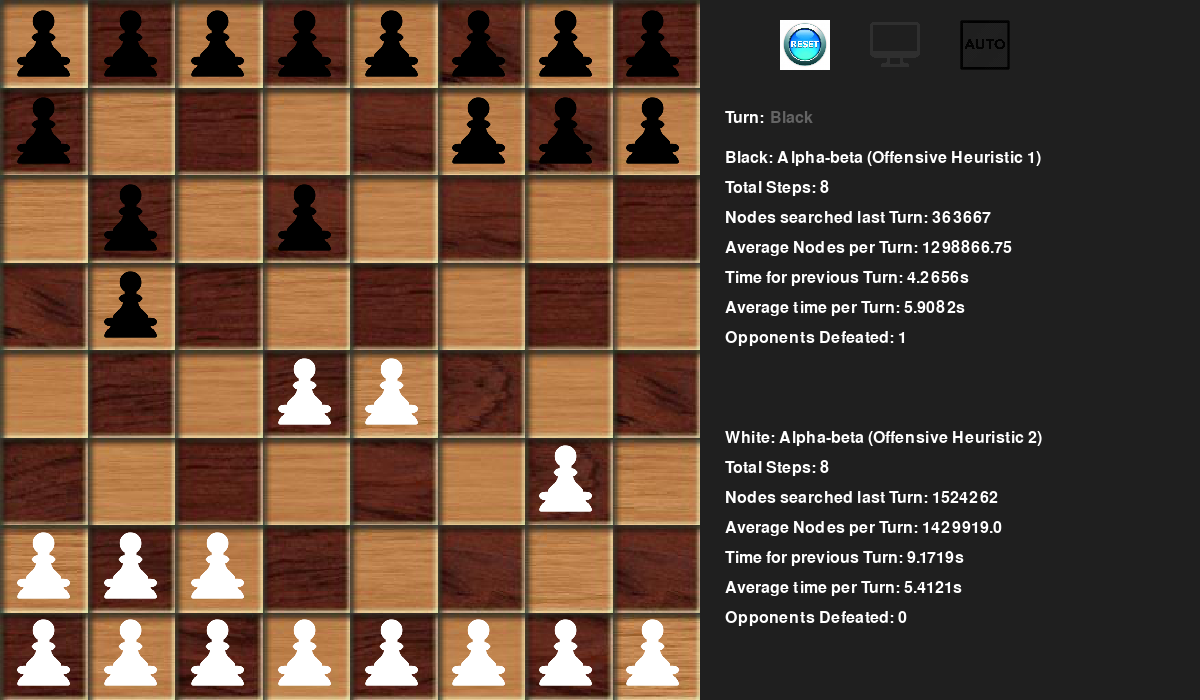 RESET
AUTO
Turn: Black
Black: Alpha-beta (Offensive Heuristic 1)
Total Steps: 8
Nodes searched last Turn: 363667
Average Nodes per Turn: 1298866.75
Time for previous Turn: 4.2656s
Average time per Turn: 5.9082s
Opponents Defeated: 1
White: Alpha-beta (Offensive Heuristic 2)
Total Steps: 8
Nodes searched last Turn: 1524262
Average Nodes per Turn: 1429919.0
Time for previous Turn: 9.1719s
Average time per Turn: 5.4121s
Opponents Defeated: 0